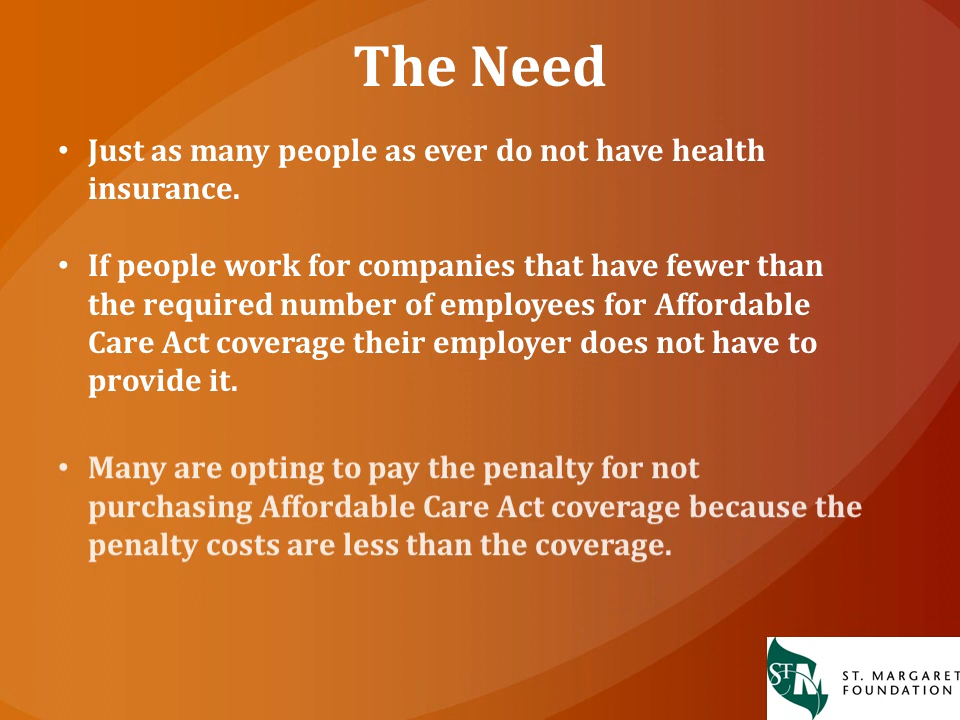 The Need
• Just as many people as ever do not have health
insurance.
• If people work for companies that have fewer than
the required number of employees for Affordable
Care Act coverage their employer does not have to
provide it.
• Many are opting to pay the penalty for not
purchasing Affordable Care Act coverage because the
penalty costs are less than the coverage.
STM
ST. MARGARET
FOUNDATION